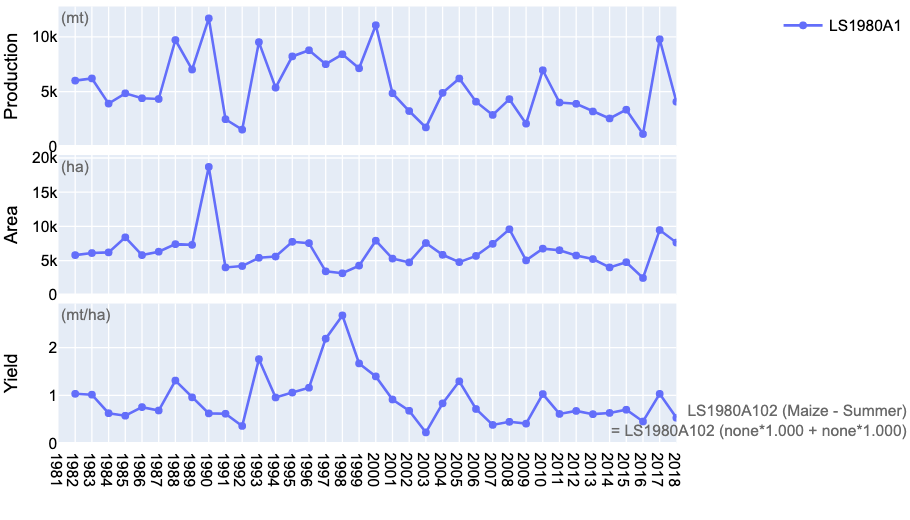 LS1980A1
Production
(mt)
10k
5k
0
Area
(ha)
20k
15k
10k
5k
0
Yield
(mt/ha)
2
1
0
LS1980A102 (Maize - Summer)
= LS1980A102 (none*1.000 + none*1.000)
1981
1982
1983
1984
1985
1986
1987
1988
1989
1990
1991
1992
1993
1994
1995
1996
1997
1998
1999
2000
2001
2002
2003
2004
2005
2006
2007
2008
2009
2010
2011
2012
2013
2014
2015
2016
2017
2018